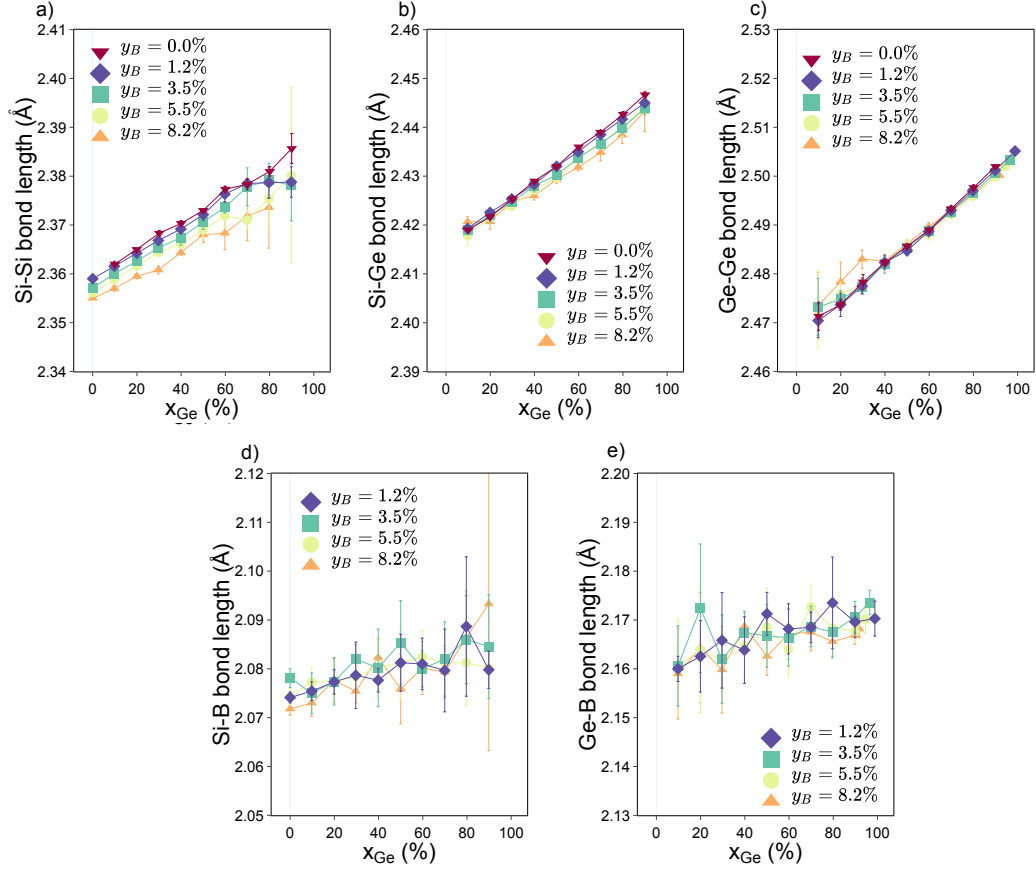 a)
2.41
2.40
2.39
2.38
2.37
2.36
2.35
2.34
Si-Si bond length (Å)
y_B = 0.0%
y_B = 1.2%
y_B = 3.5%
y_B = 5.5%
y_B = 8.2%
0 20 40 60 80 100
x_Ge (%)
b)
2.46
2.45
2.44
2.43
2.42
2.41
2.40
2.39
Si-Ge bond length (Å)
y_B = 0.0%
y_B = 1.2%
y_B = 3.5%
y_B = 5.5%
y_B = 8.2%
0 20 40 60 80 100
x_Ge (%)
c)
2.53
2.52
2.51
2.50
2.49
2.48
2.47
2.46
Ge-Ge bond length (Å)
y_B = 0.0%
y_B = 1.2%
y_B = 3.5%
y_B = 5.5%
y_B = 8.2%
0 20 40 60 80 100
x_Ge (%)
d)
2.12
2.11
2.10
2.09
2.08
2.07
2.06
2.05
Si-B bond length (Å)
y_B = 1.2%
y_B = 3.5%
y_B = 5.5%
y_B = 8.2%
0 20 40 60 80 100
x_Ge (%)
e)
2.20
2.19
2.18
2.17
2.16
2.15
2.14
2.13
Ge-B bond length (Å)
y_B = 1.2%
y_B = 3.5%
y_B = 5.5%
y_B = 8.2%
0 20 40 60 80 100
x_Ge (%)